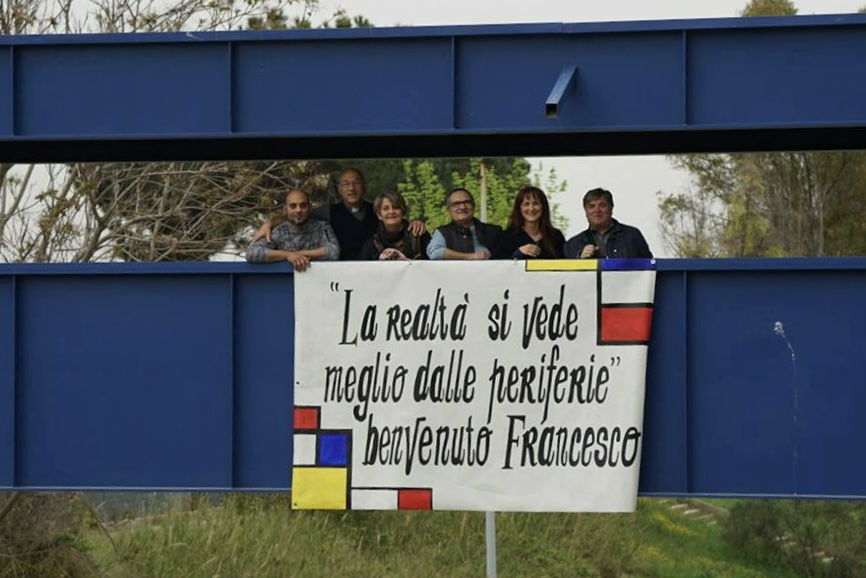 "La realtà si vede
meglio dalle periferie"
benvenuto Francesco